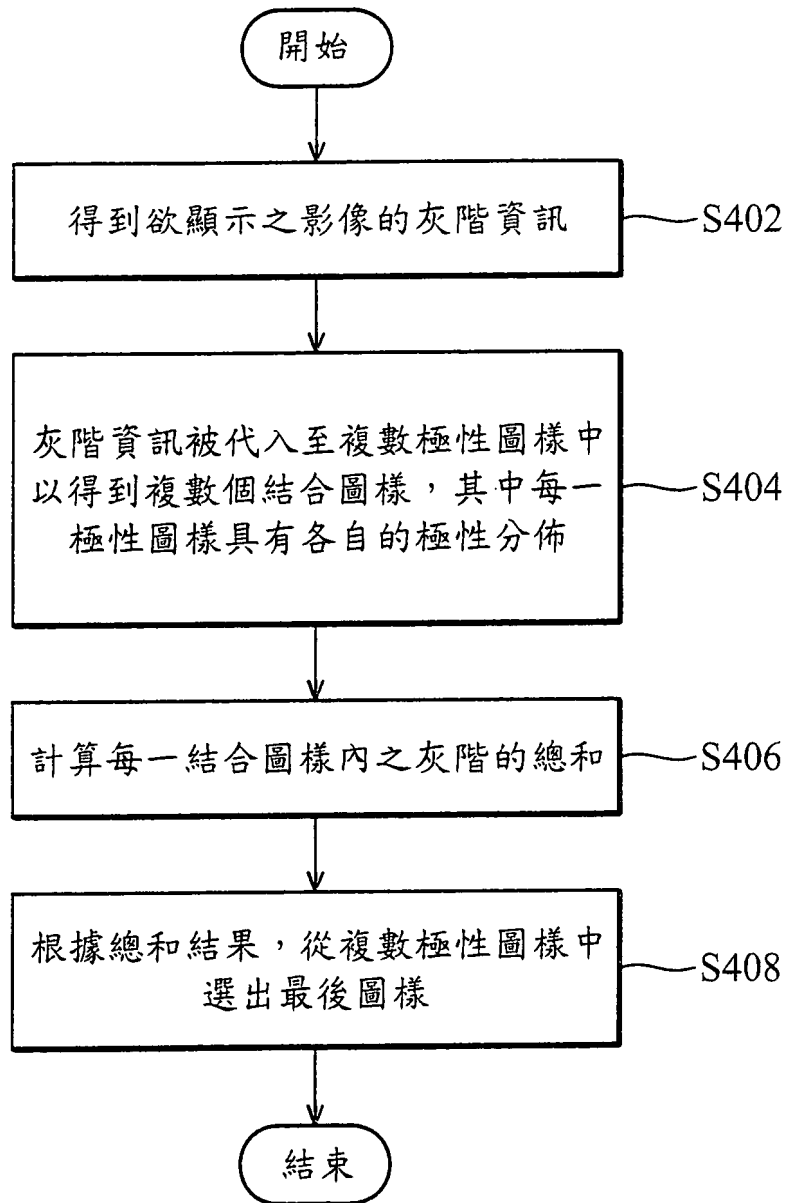 開始
得到欲顯示之影像的灰階資訊
S402
灰階資訊被代入至複數極性圖樣中
以得到複數個結合圖樣，其中每一
極性圖樣具有各自的極性分佈
S404
計算每一結合圖樣內之灰階的總和
S406
根據總和結果，從複數極性圖樣中
選出最後圖樣
S408
結束